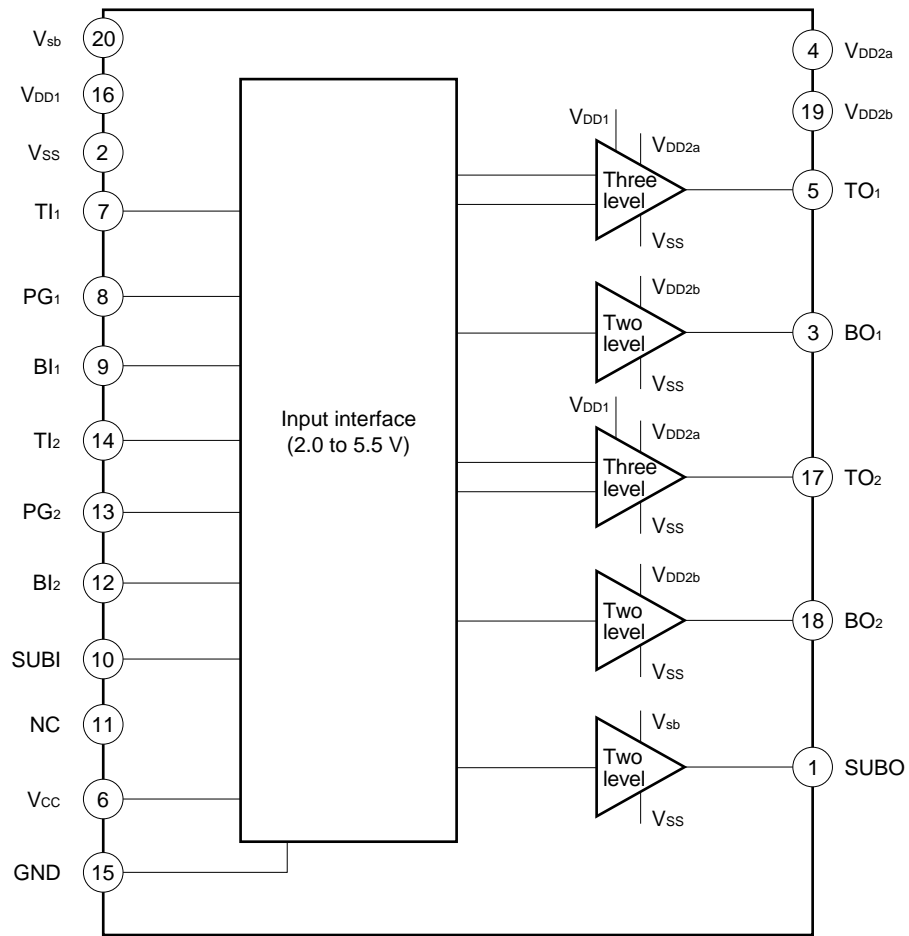 Vsb 20
VDD1 16
VSS 2
TI1 7
PG1 8
BI1 9
TI2 14
PG2 13
BI2 12
SUBI 10
NC 11
VCC 6
GND 15
Input interface
(2.0 to 5.5 V)
VDD1
VDD2a
Three
level
VSS
VDD2b
Two
level
VSS
VDD1
VDD2a
Three
level
VSS
VDD2b
Two
level
VSS
Vsb
Two
level
VSS
4 VDD2a
19 VDD2b
5 TO1
3 BO1
17 TO2
18 BO2
1 SUBO